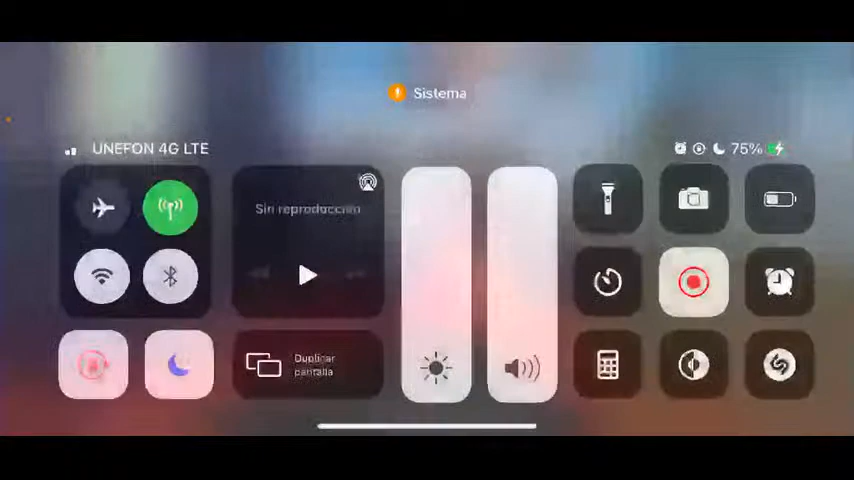 Sistema
UNEFON 4G LTE
75%
Sin reproducción
Duplicar
pantalla